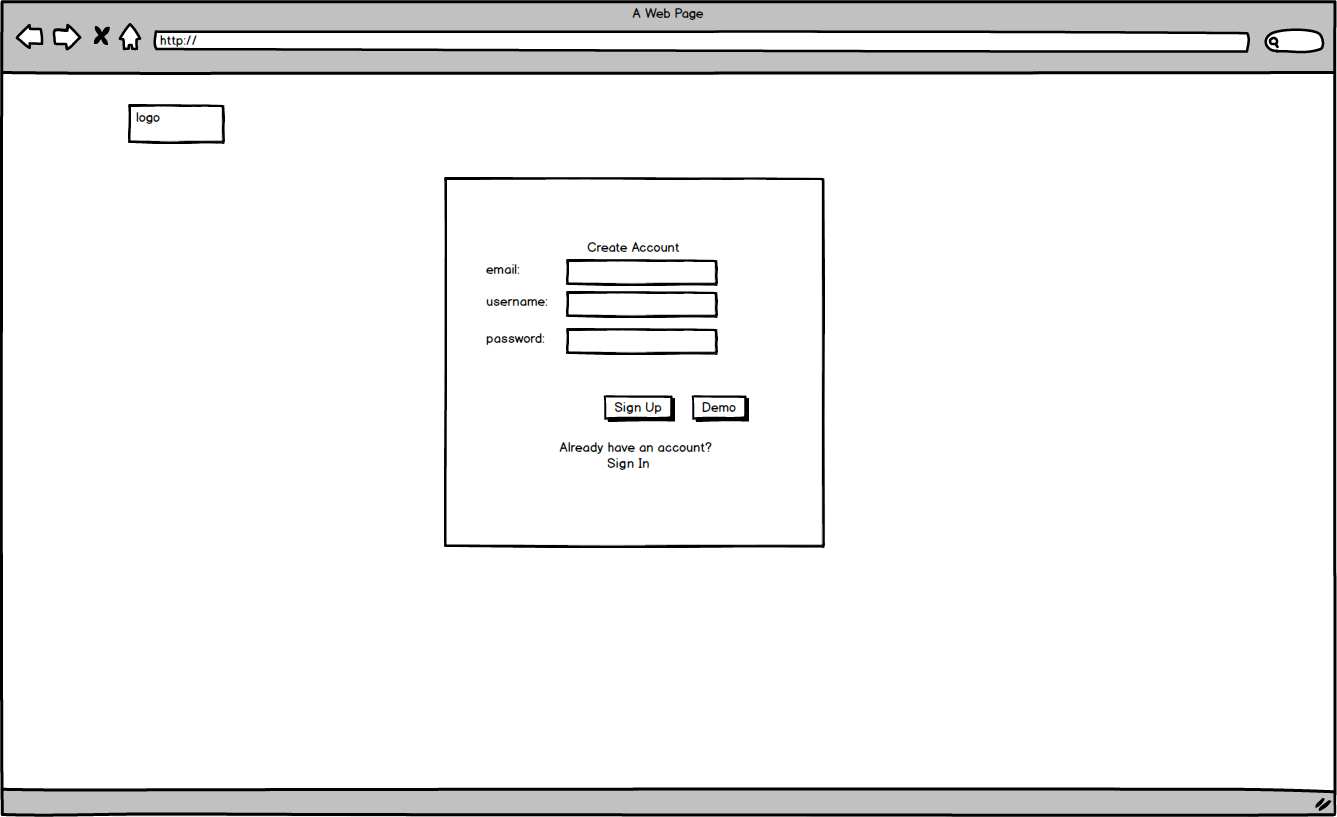 A Web Page
http://
logo
Create Account
email:
username:
password:
Sign Up
Demo
Already have an account?
Sign In